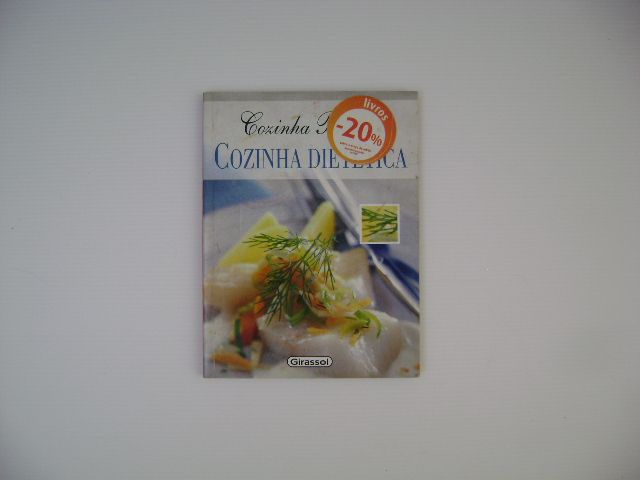 livros
-20%
Cozinha
COZINHA DIETÉTICA
Girassol